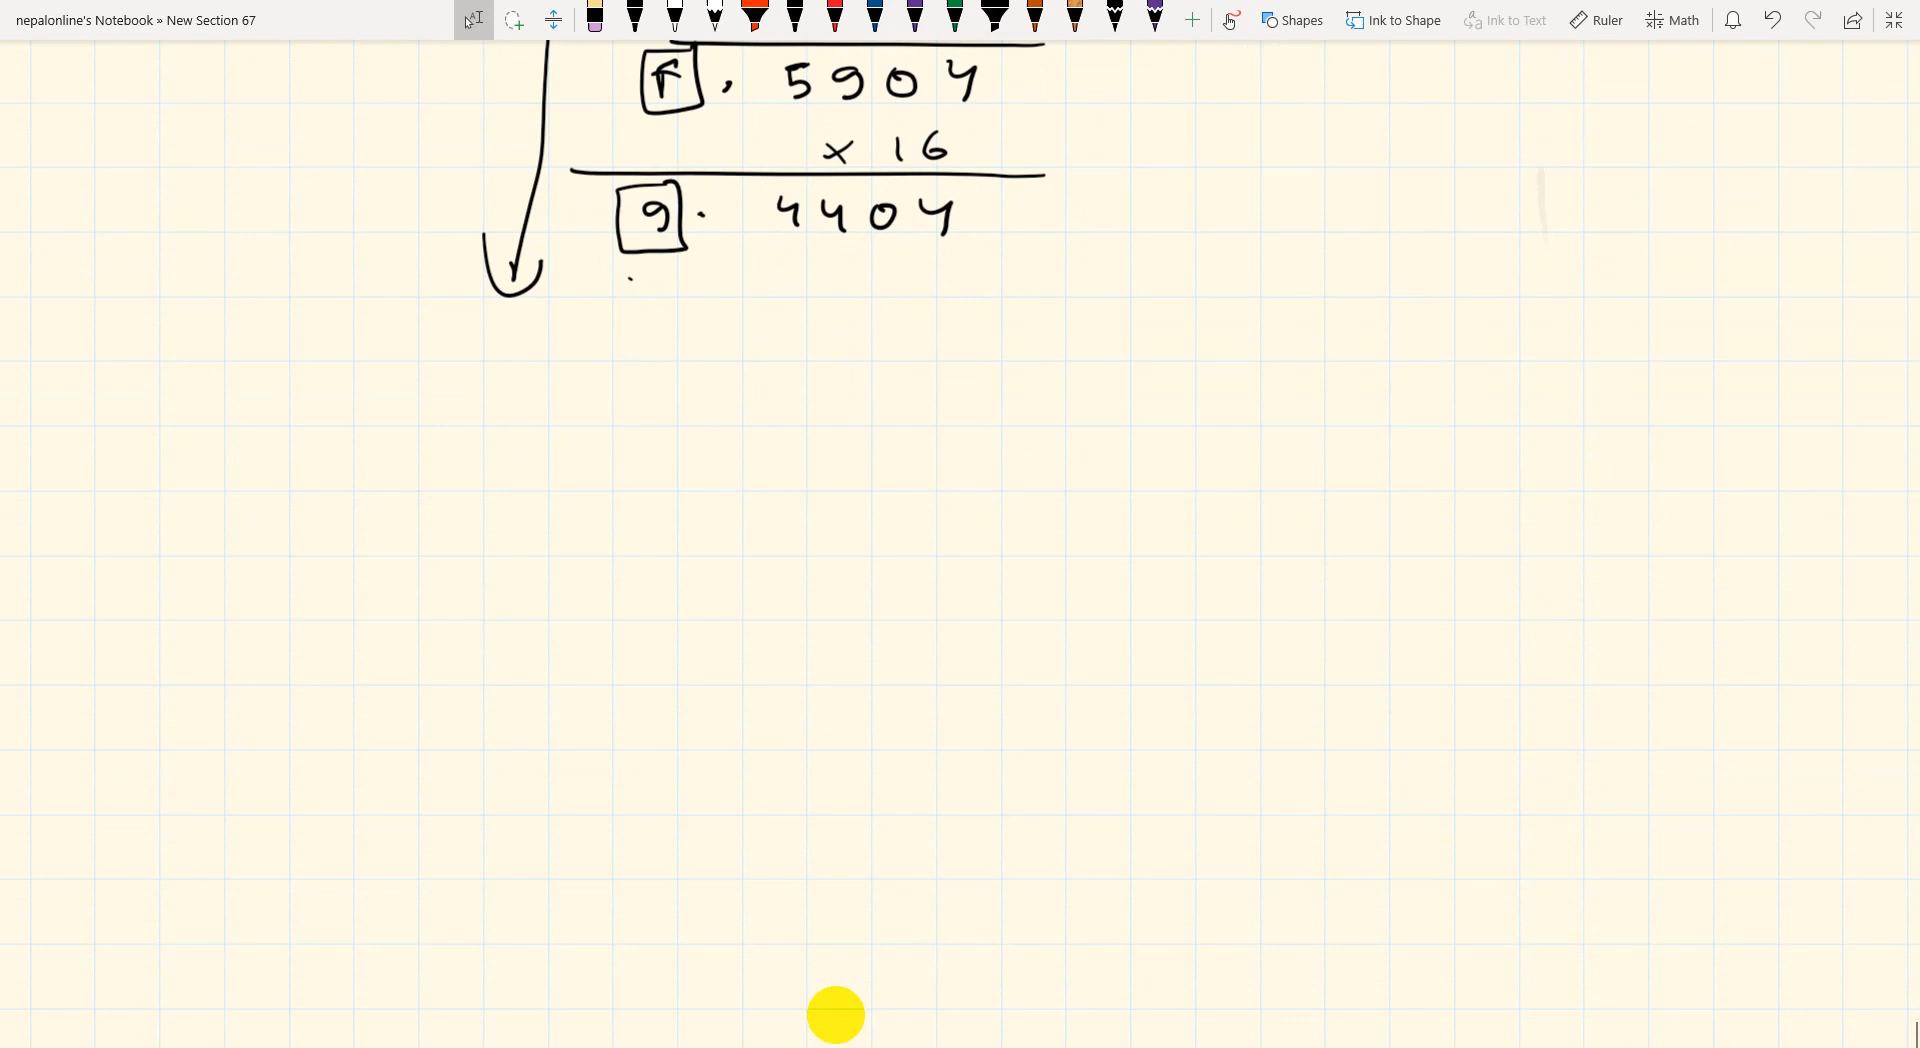 nepalonline's Notebook » New Section 67
Shapes
Ink to Shape
Ink to Text
Ruler
Math
F . 5904
× 16
9 . 4404